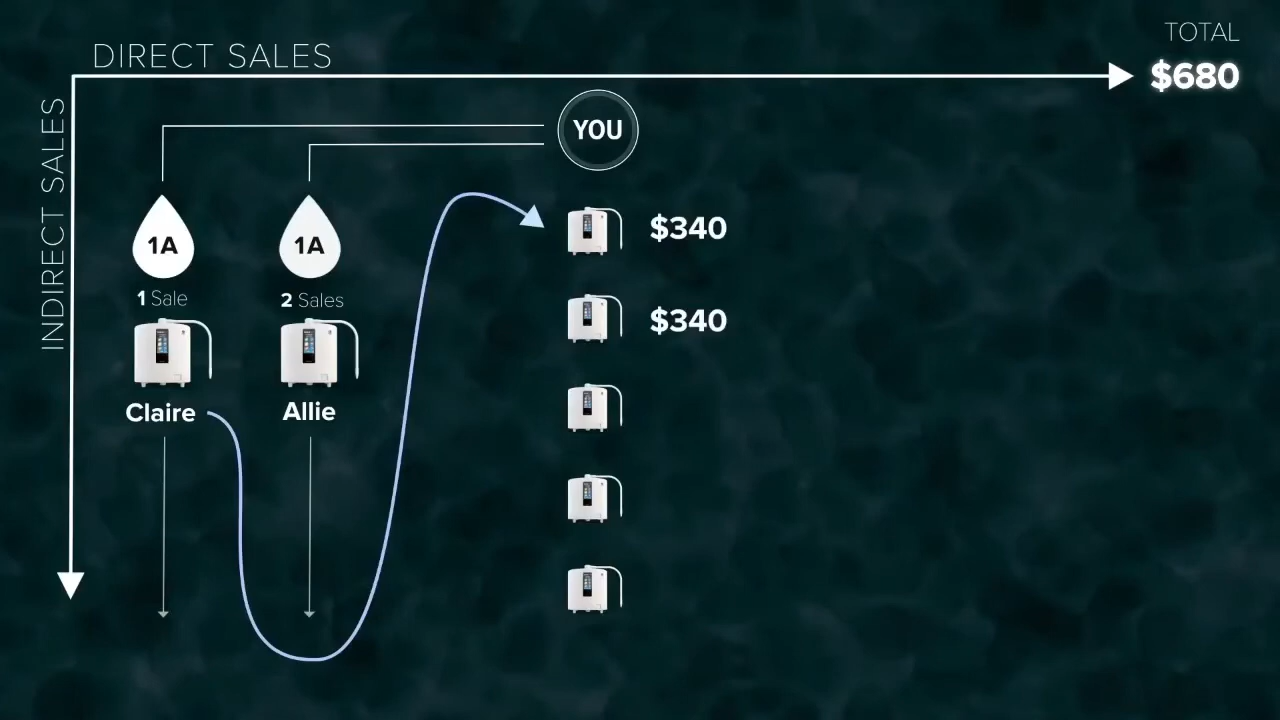 DIRECT SALES
TOTAL
$680
INDIRECT SALES
YOU
1A
1A
1 Sale
2 Sales
Claire
Allie
$340
$340